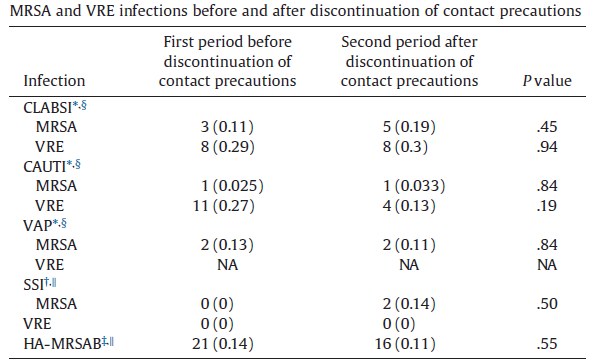 MRSA and VRE infections before and after discontinuation of contact precautions
First period before discontinuation of contact precautions
Second period after discontinuation of contact precautions
Infection P value
CLABSI*,§
MRSA 3 (0.11) 5 (0.19) .45
VRE 8 (0.29) 8 (0.3) .94
CAUTI*,§
MRSA 1 (0.025) 1 (0.033) .84
VRE 11 (0.27) 4 (0.13) .19
VAP*,§
MRSA 2 (0.13) 2 (0.11) .84
VRE NA NA NA
SSI†,||
MRSA 0 (0) 2 (0.14) .50
VRE 0 (0) 0 (0)
HA-MRSAB‡,|| 21 (0.14) 16 (0.11) .55